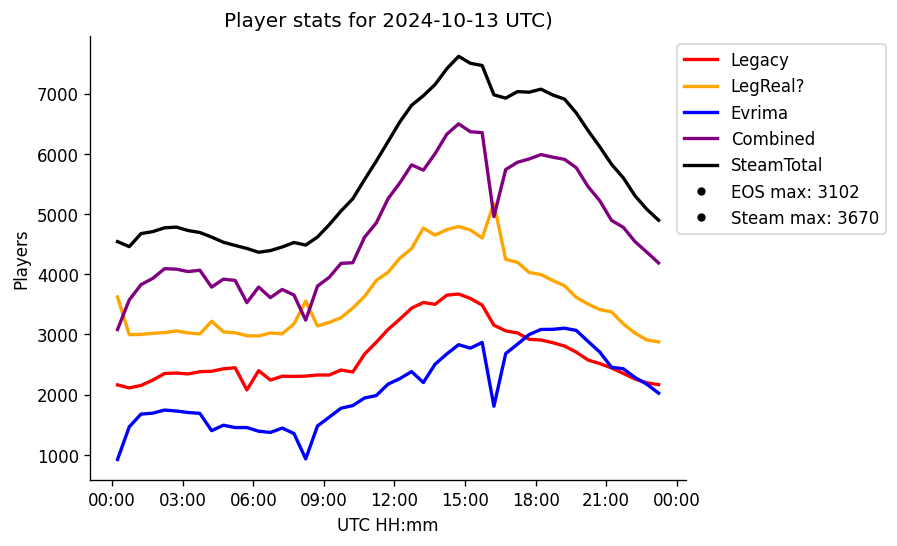 Player stats for 2024-10-13 UTC)
Legacy
LegReal?
Evrima
Combined
SteamTotal
EOS max: 3102
Steam max: 3670
Players
7000
6000
5000
4000
3000
2000
1000
00:00 03:00 06:00 09:00 12:00 15:00 18:00 21:00 00:00
UTC HH:mm